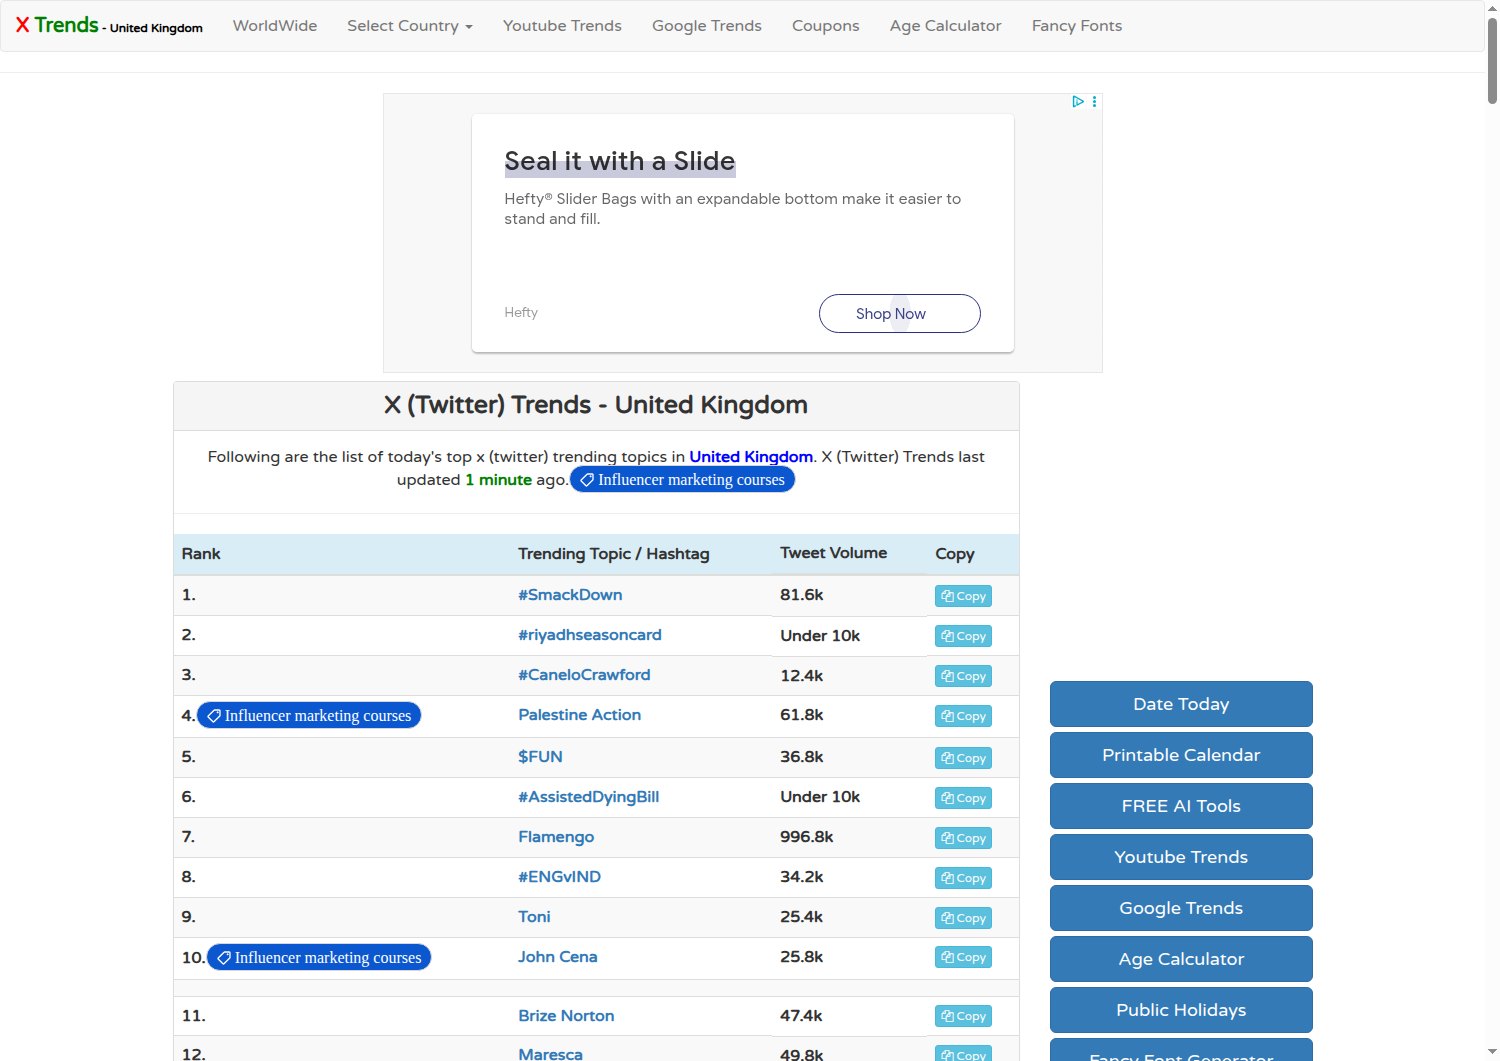 X Trends - United Kingdom WorldWide Select Country Youtube Trends Google Trends Coupons Age Calculator Fancy Fonts
Seal it with a Slide
Hefty® Slider Bags with an expandable bottom make it easier to
stand and fill.
Hefty
Shop Now
X (Twitter) Trends - United Kingdom
Following are the list of today's top x (twitter) trending topics in United Kingdom. X (Twitter) Trends last
updated 1 minute ago. Influencer marketing courses
Rank Trending Topic / Hashtag Tweet Volume Copy
1. #SmackDown 81.6k Copy
2. #riyadhseasoncard Under 10k Copy
3. #CaneloCrawford 12.4k Copy
4. Influencer marketing courses Palestine Action 61.8k Copy
5. $FUN 36.8k Copy
6. #AssistedDyingBill Under 10k Copy
7. Flamengo 996.8k Copy
8. #ENGvIND 34.2k Copy
9. Toni 25.4k Copy
10. Influencer marketing courses John Cena 25.8k Copy
11. Brize Norton 47.4k Copy
12. Maresca 49.8k Copy
Date Today
Printable Calendar
FREE AI Tools
Youtube Trends
Google Trends
Age Calculator
Public Holidays
Fancy Font Generator